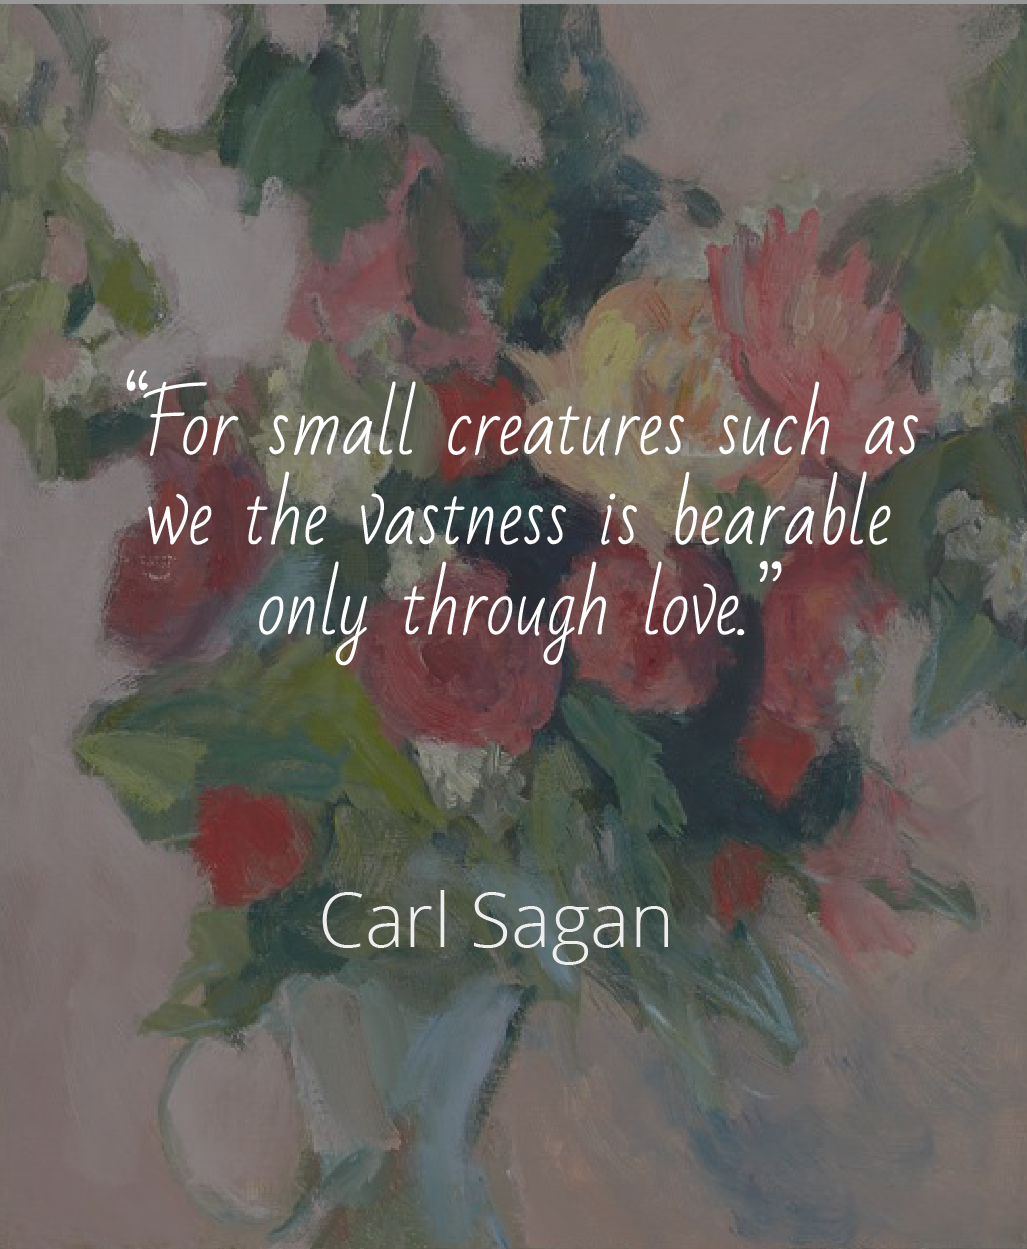 “For small creatures such as
we the vastness is bearable
only through love.”
Carl Sagan